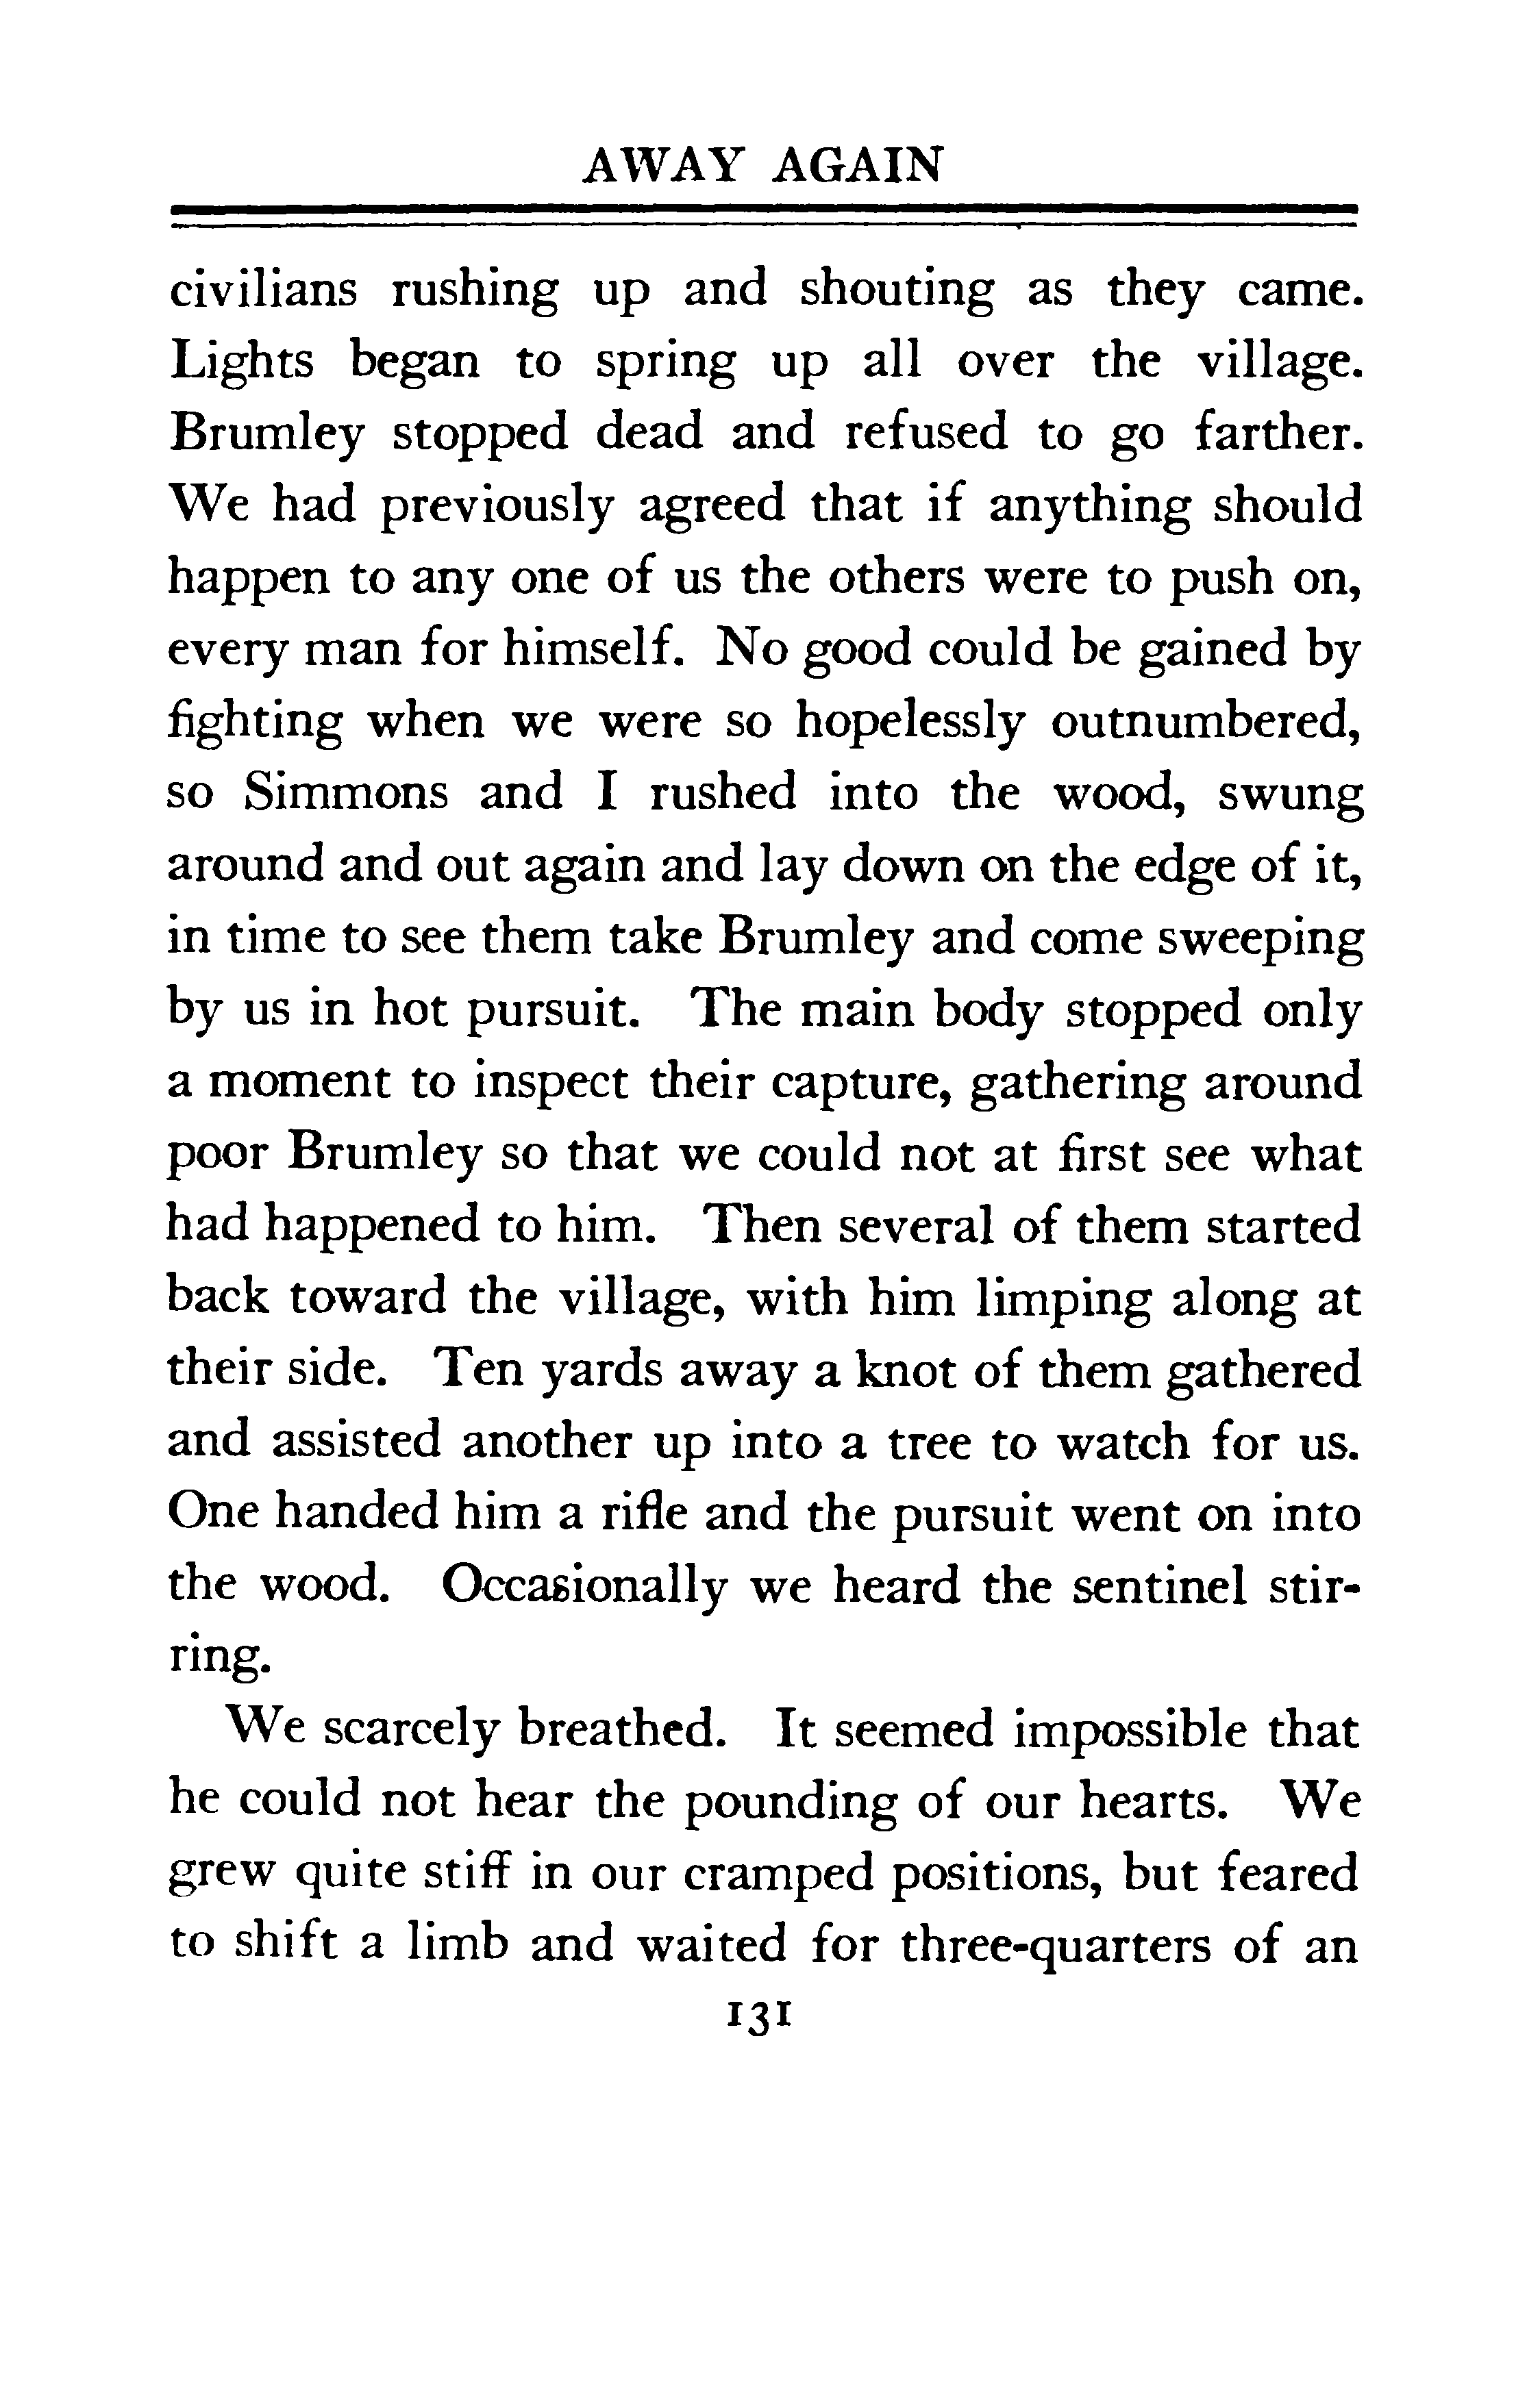 AWAY AGAIN
civilians rushing up and shouting as they came.
Lights began to spring up all over the village.
Brumley stopped dead and refused to go farther.
We had previously agreed that if anything should
happen to any one of us the others were to push on,
every man for himself. No good could be gained by
fighting when we were so hopelessly outnumbered,
so Simmons and I rushed into the wood, swung
around and out again and lay down on the edge of it,
in time to see them take Brumley and come sweeping
by us in hot pursuit. The main body stopped only
a moment to inspect their capture, gathering around
poor Brumley so that we could not at first see what
had happened to him. Then several of them started
back toward the village, with him limping along at
their side. Ten yards away a knot of them gathered
and assisted another up into a tree to watch for us.
One handed him a rifle and the pursuit went on into
the wood. Occasionally we heard the sentinel stir-
ring.
We scarcely breathed. It seemed impossible that
he could not hear the pounding of our hearts. We
grew quite stiff in our cramped positions, but feared
to shift a limb and waited for three-quarters of an
131